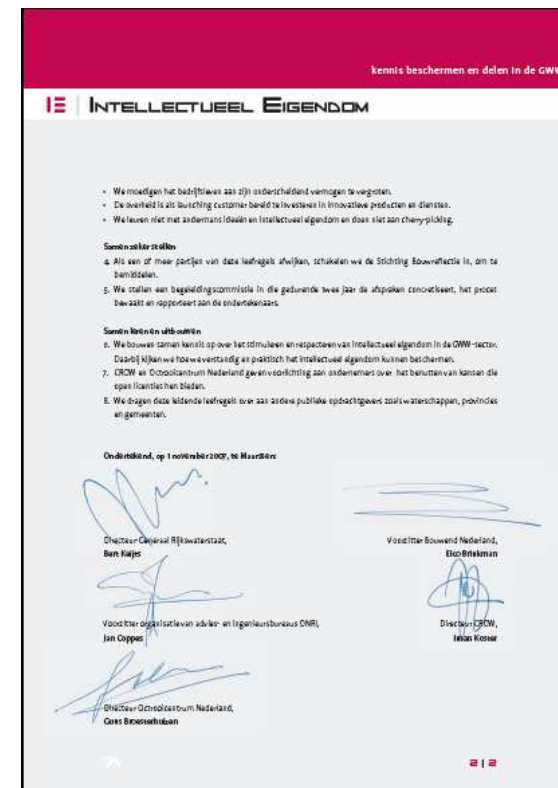 kennis beschermen en delen in de GWW
IE | INTELLECTUEEL EIGENDOM
• We moedigen het bedrijfsleven aan zijn onderscheidend vermogen te vergroten.
• De overheid is als launching customer bereid te investeren in innovatieve producten en diensten.
• We leuren niet met andermans ideeën en intellectueel eigendom en doen niet aan cherry-picking.
Samen zeker stellen
4. Als een of meer partijen van deze leefregels afwijken, schakelen we de Stichting Bouwreflectie in, om te
bemiddelen.
5. We stellen een begeleidingscommissie in die gedurende twee jaar de afspraken concretiseert, het proces
bewaakt en rapporteert aan de ondertekenaars.
Samen leren en uitbouwen
6. We bouwen samen kennis op over het stimuleren en respecteren van intellectueel eigendom in de GWW-sector.
Daarbij kijken we hoe we verstandig en praktisch het intellectueel eigendom kunnen beschermen.
7. CROW en Octrooicentrum Nederland geven voorlichting aan ondernemers over het benutten van kansen die
open licenties hen bieden.
8. We dragen deze leidende leefregels over aan andere publieke opdrachtgevers zoals waterschappen, provincies
en gemeenten.
Ondertekend, op 1 november 2007, te Maarssen:
Directeur-Generaal Rijkswaterstaat,
Bert Keijts
Voorzitter Bouwend Nederland,
Elco Brinkman
Voorzitter organisatie van advies- en ingenieursbureaus ONRI,
Jan Coppes
Directeur CROW,
Iman Koster
Directeur Octrooicentrum Nederland,
Guus Broesterhuizen
2 | 2